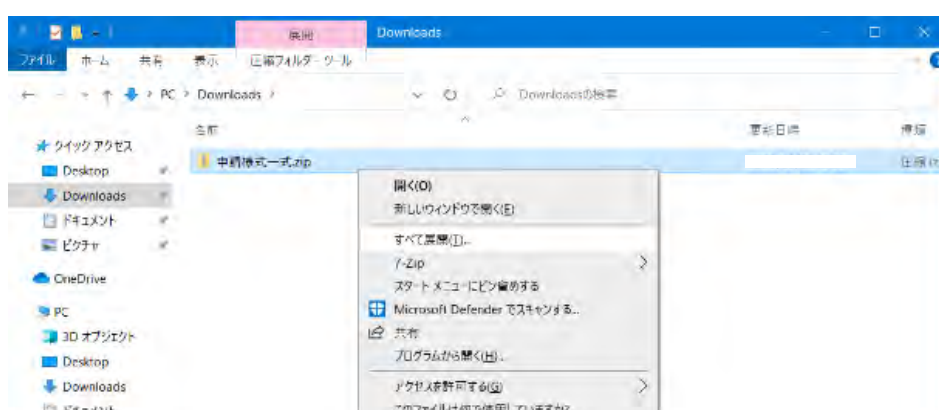 展開
Downloads
ファイル ホーム 共有 表示 圧縮フォルダー ツール
PC > Downloads >
Downloadsの検索
名前 更新日時 種類
クイック アクセス
申請様式一式.zip
Desktop
開く(O)
Downloads
新しいウィンドウで開く(E)
ドキュメント
すべて展開(T)...
ピクチャ
7-Zip
OneDrive
スタート メニューにピン留めする
PC
Microsoft Defender でスキャンする...
3D オブジェクト
共有
Desktop
プログラムから開く(H)...
Downloads
アクセスを許可する(G)